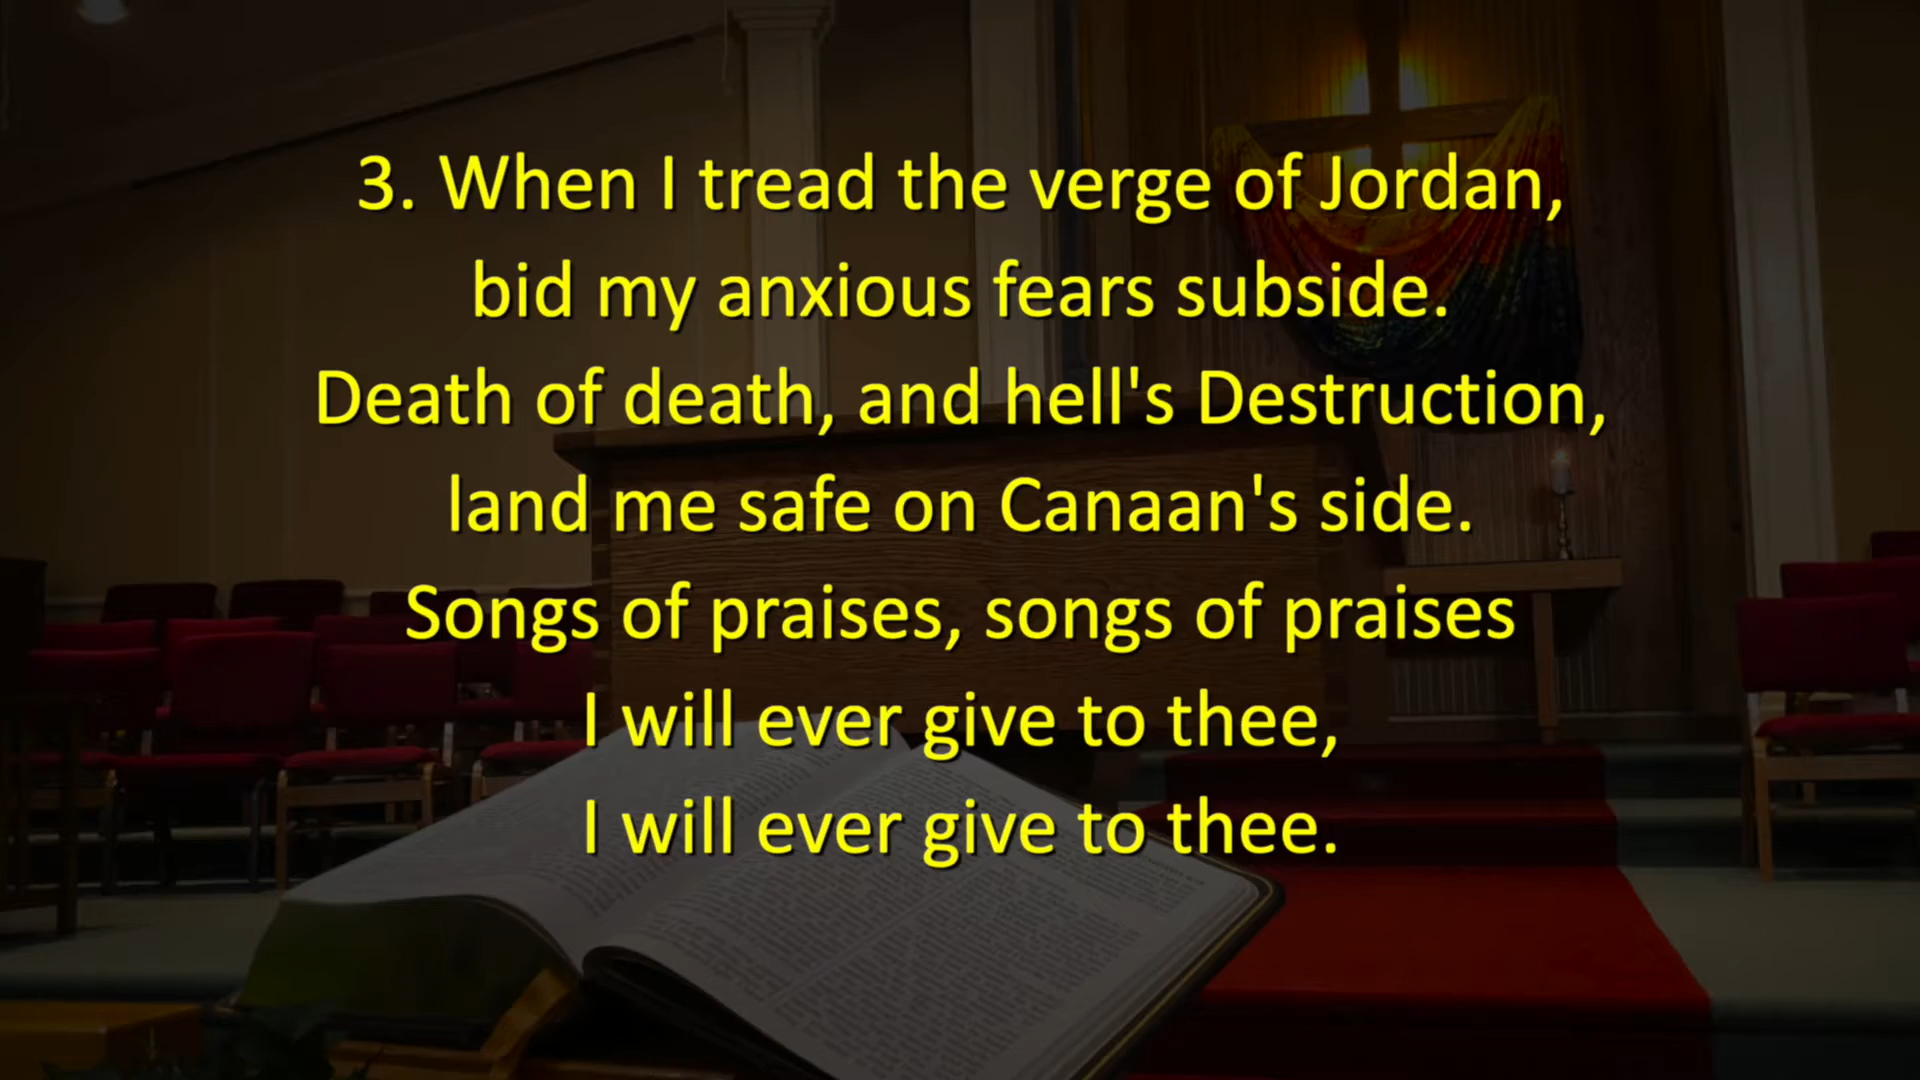 3. When I tread the verge of Jordan,
bid my anxious fears subside.
Death of death, and hell's Destruction,
land me safe on Canaan's side.
Songs of praises, songs of praises
I will ever give to thee,
I will ever give to thee.